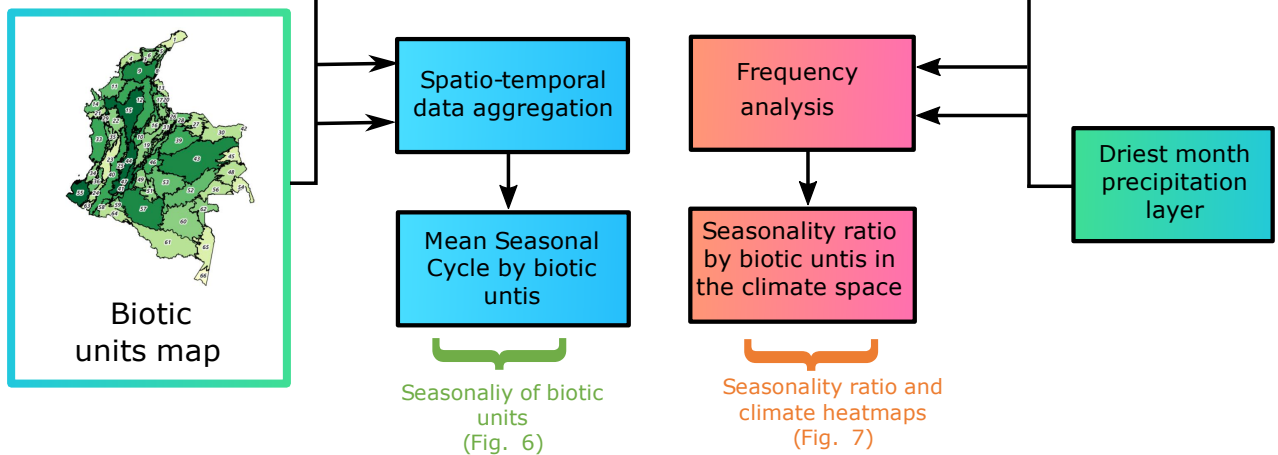 Biotic
units map
Spatio-temporal
data aggregation
Mean Seasonal
Cycle by biotic
untis
Seasonaliy of biotic
units
(Fig. 6)
Frequency
analysis
Seasonality ratio
by biotic untis in
the climate space
Seasonality ratio and
climate heatmaps
(Fig. 7)
Driest month
precipitation
layer